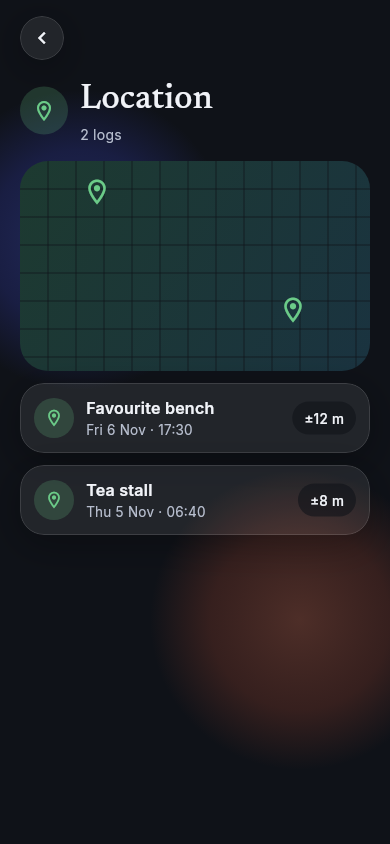 Location
2 logs
Favourite bench
Fri 6 Nov · 17:30
±12 m
Tea stall
Thu 5 Nov · 06:40
±8 m